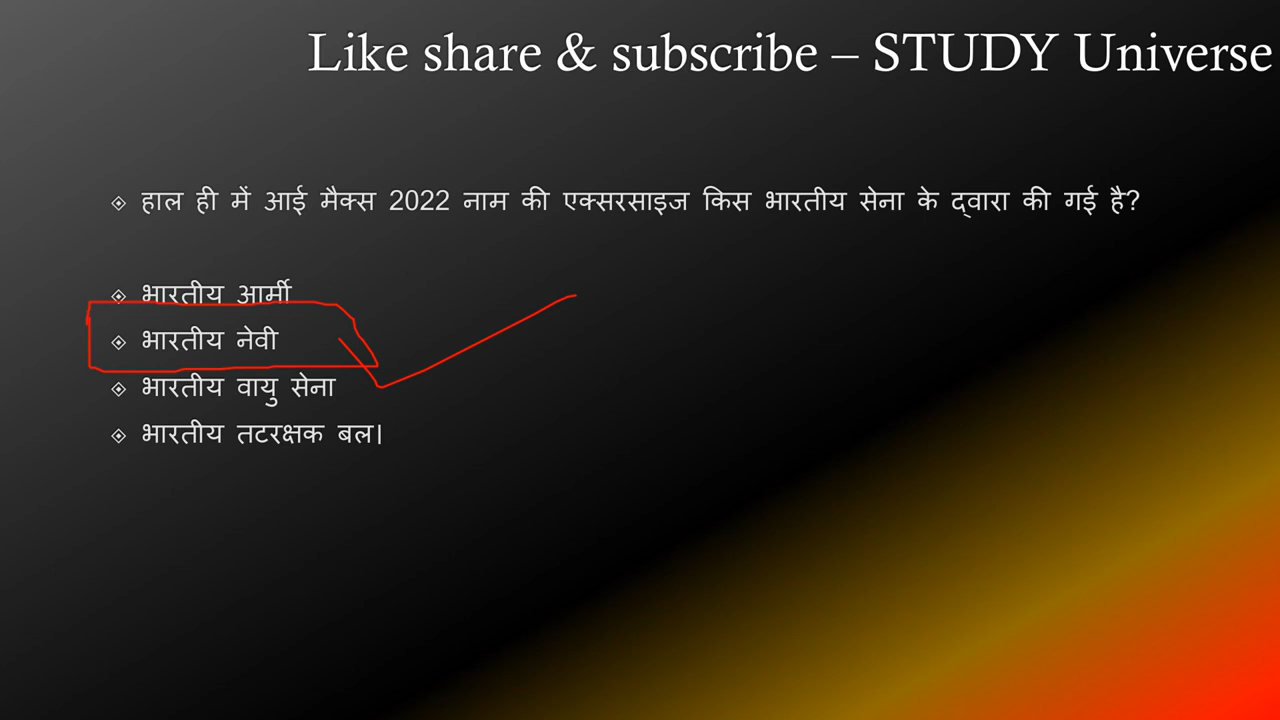 Like share & subscribe – STUDY Universe
हाल ही में आई मैक्स 2022 नाम की एक्सरसाइज किस भारतीय सेना के द्वारा की गई है?
भारतीय आर्मी
भारतीय नेवी
भारतीय वायु सेना
भारतीय तटरक्षक बल।